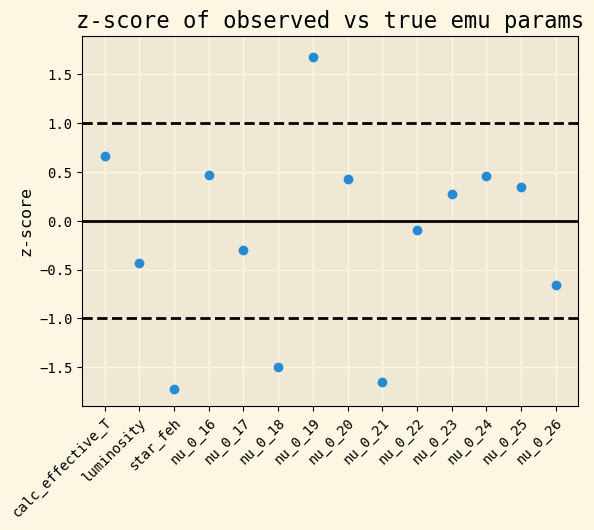 z-score of observed vs true emu params
z-score
1.5
1.0
0.5
0.0
−0.5
−1.0
−1.5
calc_effective_T
luminosity
star_feh
nu_0_16
nu_0_17
nu_0_18
nu_0_19
nu_0_20
nu_0_21
nu_0_22
nu_0_23
nu_0_24
nu_0_25
nu_0_26